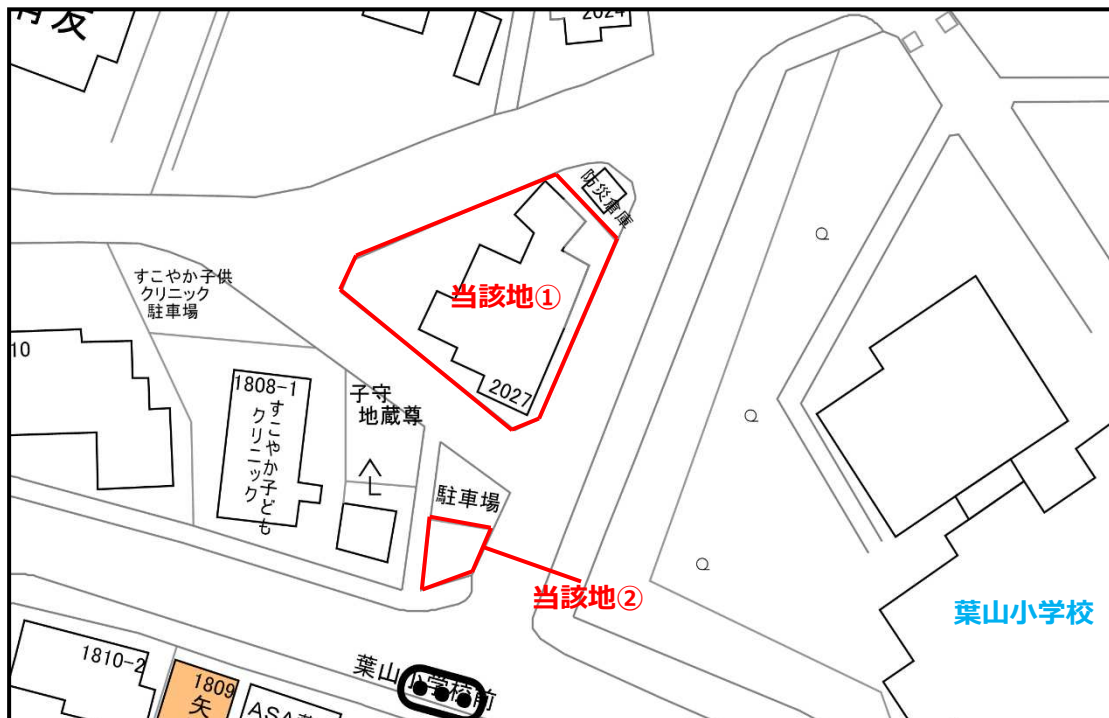 有友
2024
防災倉庫
当該地①
すこやか子供
クリニック
駐車場
10
2027
1808-1
すこやか子ども
クリニック
子守
地蔵尊
駐車場
当該地②
葉山小学校
葉山小学校前
1810-2
1809
矢